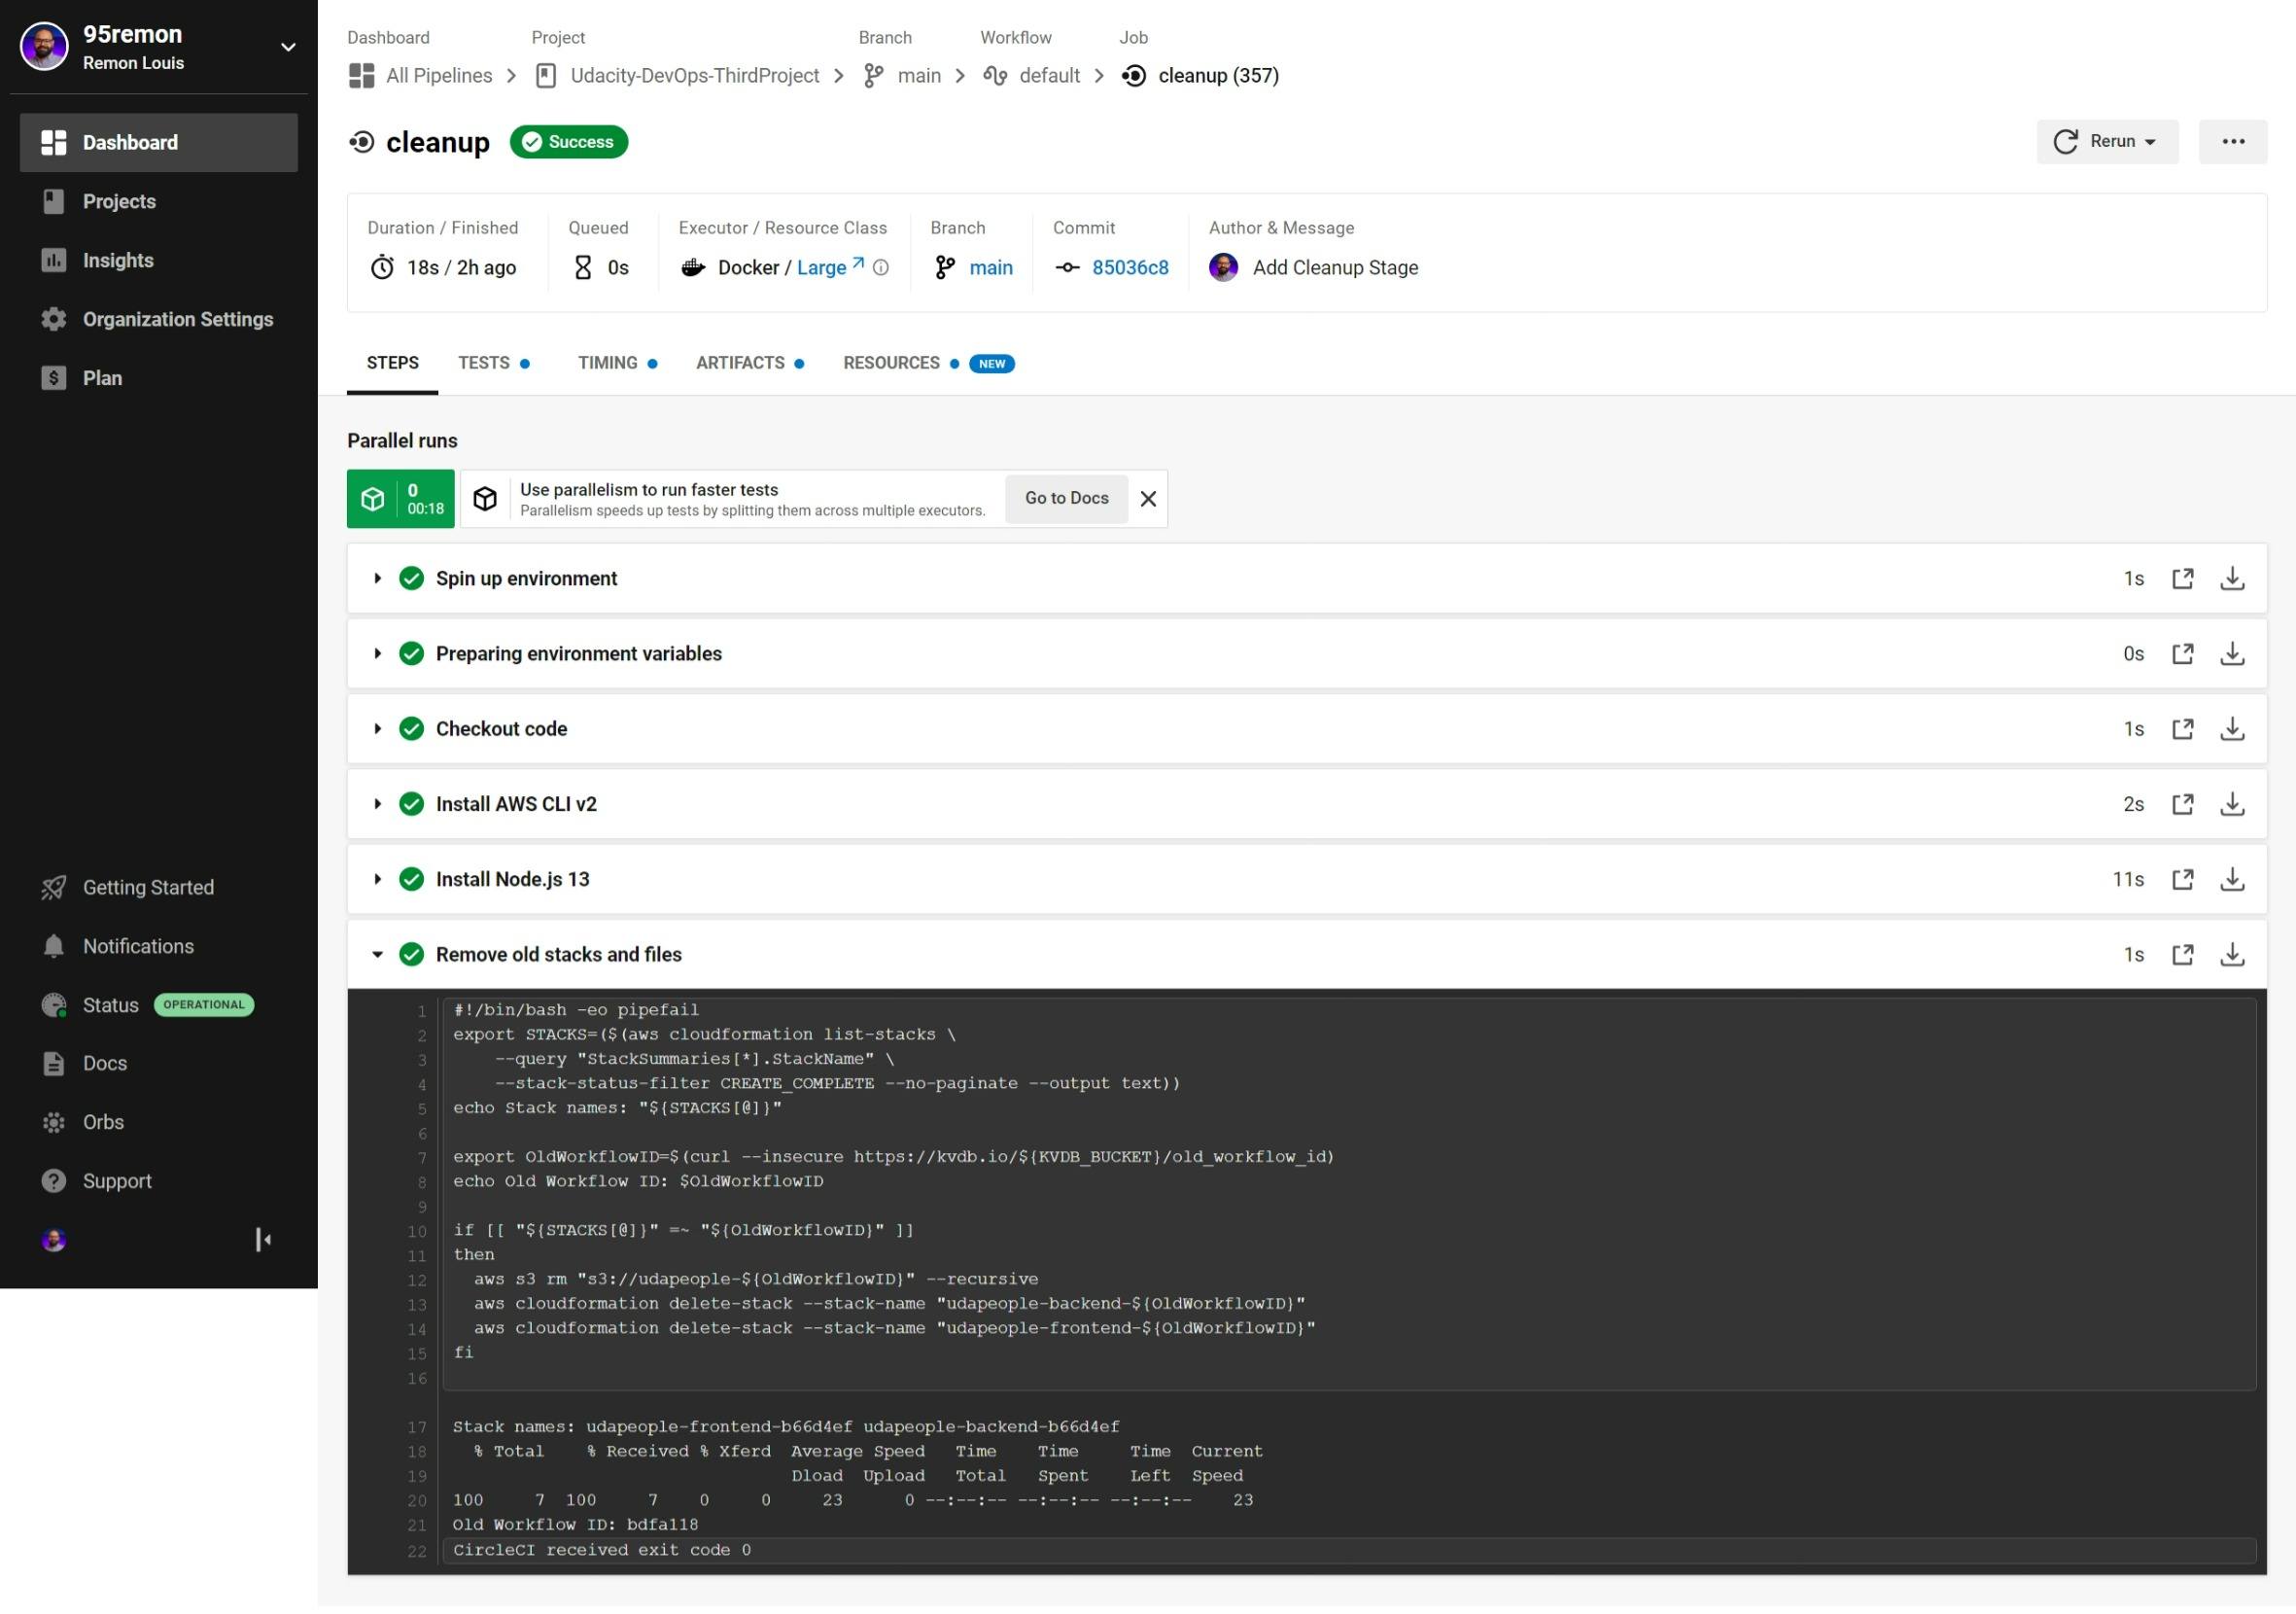 95remon
Remon Louis
Dashboard
Projects
Insights
Organization Settings
Plan
Getting Started
Notifications
Status OPERATIONAL
Docs
Orbs
Support
Dashboard Project Branch Workflow Job
All Pipelines Udacity-DevOps-ThirdProject main default cleanup (357)
cleanup Success
Rerun
Duration / Finished Queued Executor / Resource Class Branch Commit Author & Message
18s / 2h ago 0s Docker / Large main 85036c8 Add Cleanup Stage
STEPS TESTS TIMING ARTIFACTS RESOURCES NEW
Parallel runs
0
00:18
Use parallelism to run faster tests
Parallelism speeds up tests by splitting them across multiple executors.
Go to Docs
Spin up environment 1s
Preparing environment variables 0s
Checkout code 1s
Install AWS CLI v2 2s
Install Node.js 13 11s
Remove old stacks and files 1s
1 #!/bin/bash -eo pipefail
2 export STACKS=($(aws cloudformation list-stacks \
3 --query "StackSummaries[*].StackName" \
4 --stack-status-filter CREATE_COMPLETE --no-paginate --output text))
5 echo Stack names: "${STACKS[@]}"
6
7 export OldWorkflowID=$(curl --insecure https://kvdb.io/${KVDB_BUCKET}/old_workflow_id)
8 echo Old Workflow ID: $OldWorkflowID
9
10 if [[ "${STACKS[@]}" =~ "${OldWorkflowID}" ]]
11 then
12 aws s3 rm "s3://udapeople-${OldWorkflowID}" --recursive
13 aws cloudformation delete-stack --stack-name "udapeople-backend-${OldWorkflowID}"
14 aws cloudformation delete-stack --stack-name "udapeople-frontend-${OldWorkflowID}"
15 fi
16
17 Stack names: udapeople-frontend-b66d4ef udapeople-backend-b66d4ef
18 % Total % Received % Xferd Average Speed Time Time Time Current
19 Dload Upload Total Spent Left Speed
20 100 7 100 7 0 0 23 0 --:--:-- --:--:-- --:--:-- 23
21 Old Workflow ID: bdfa118
22 CircleCI received exit code 0